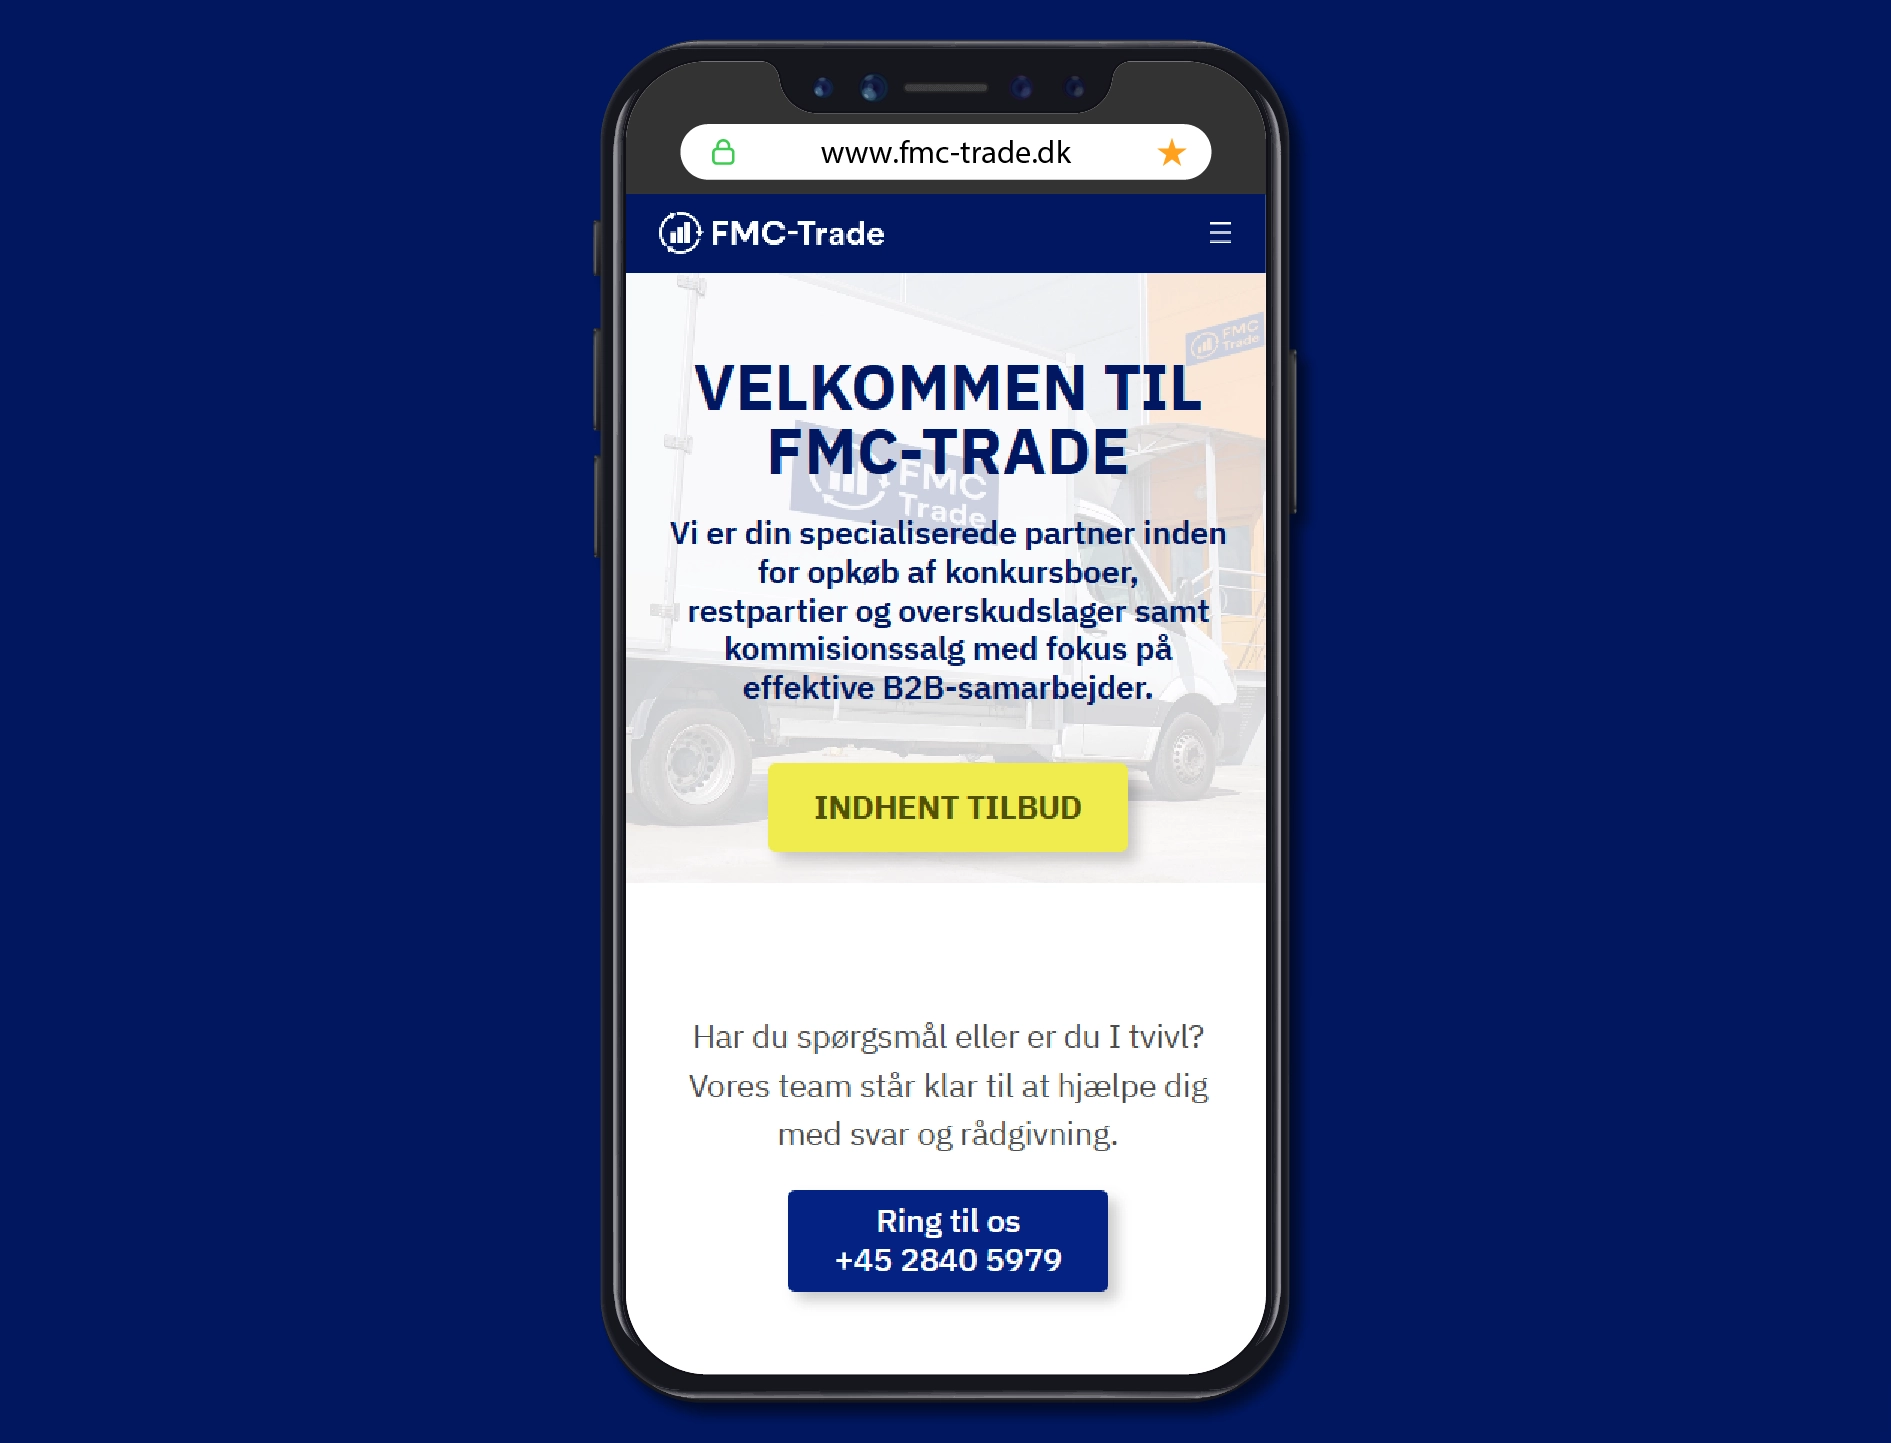 www.fmc-trade.dk
FMC-Trade
FMC
Trade
VELKOMMEN TIL
FMC-TRADE
FMC
Trade
Vi er din specialiserede partner inden
for opkøb af konkursboer,
restpartier og overskudslager samt
kommisionssalg med fokus på
effektive B2B-samarbejder.
INDHENT TILBUD
Har du spørgsmål eller er du I tvivl?
Vores team står klar til at hjælpe dig
med svar og rådgivning.
Ring til os
+45 2840 5979